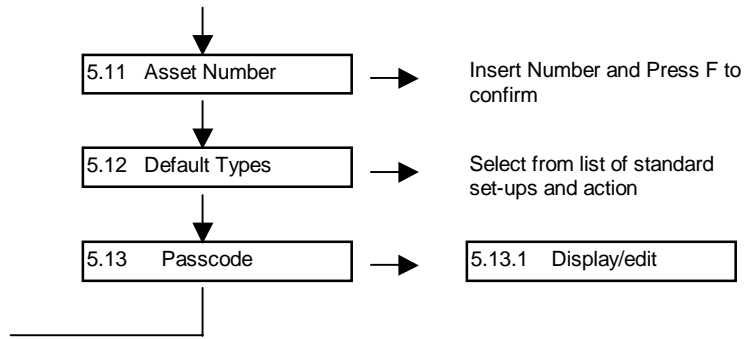 5.11 Asset Number
Insert Number and Press F to
confirm
5.12 Default Types
Select from list of standard
set-ups and action
5.13 Passcode
5.13.1 Display/edit